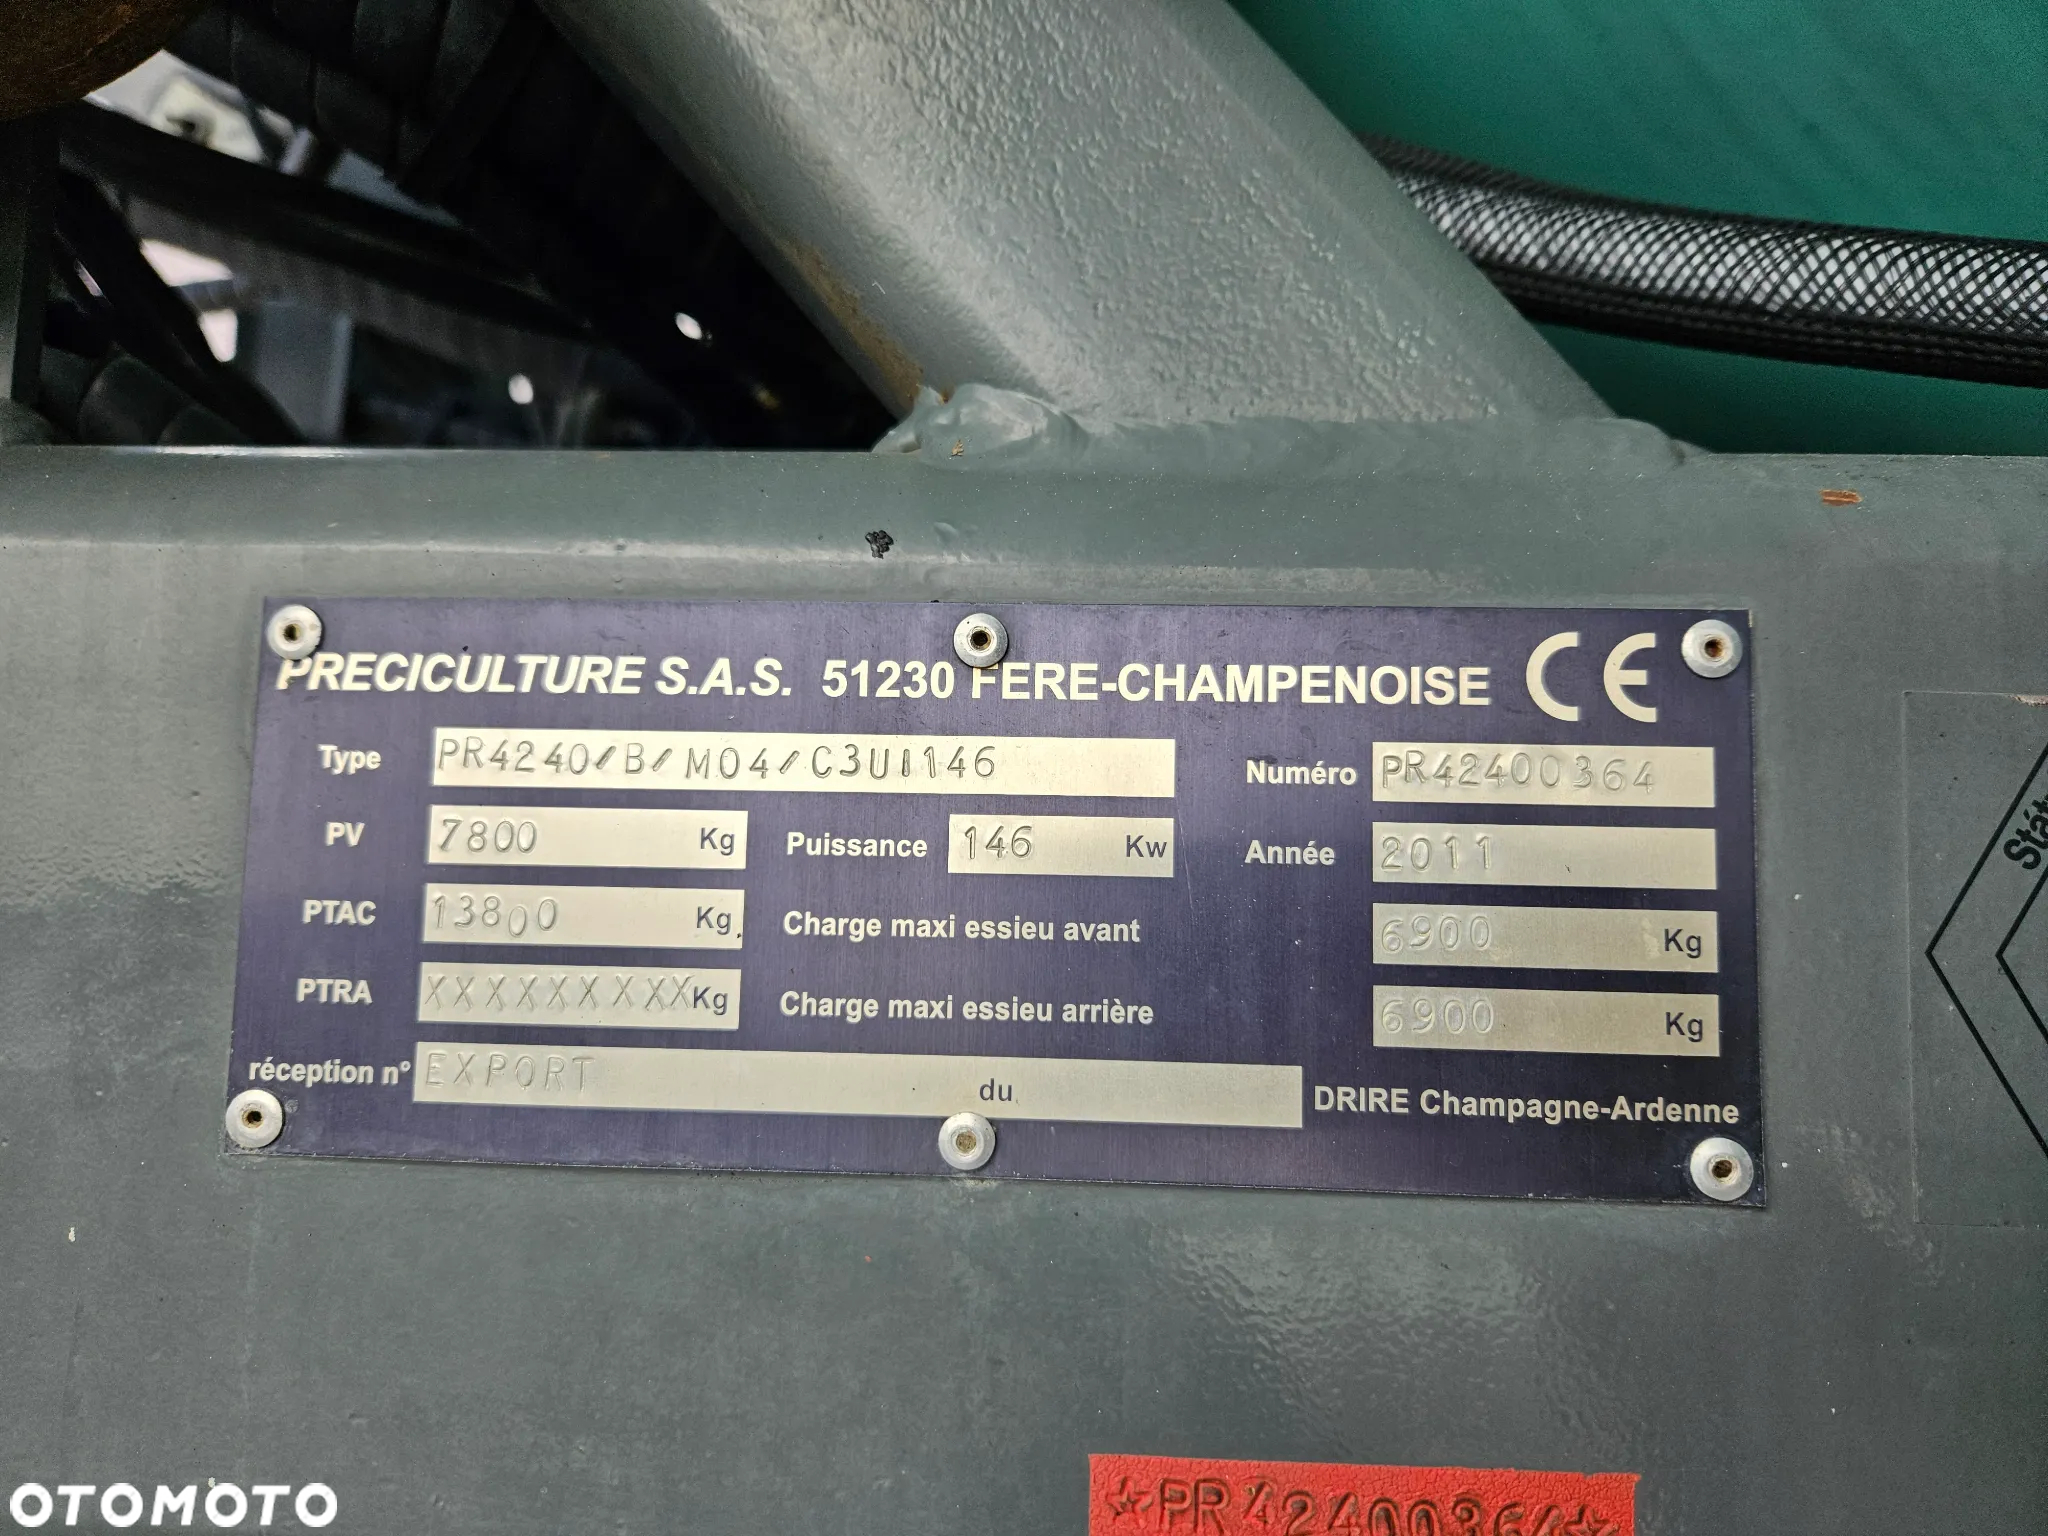 PRECICULTURE S.A.S. 51230 FERE-CHAMPENOISE CE
Type PR4240/B/M04/C3UI146 Numéro PR42400364
PV 7800 Kg Puissance 146 Kw Année 2011
PTAC 13800 Kg Charge maxi essieu avant 6900 Kg
PTRA XXXXXXXXX Kg Charge maxi essieu arrière 6900 Kg
réception n° EXPORT du DRIRE Champagne-Ardenne
☆PR42400364☆
OTOMOTO